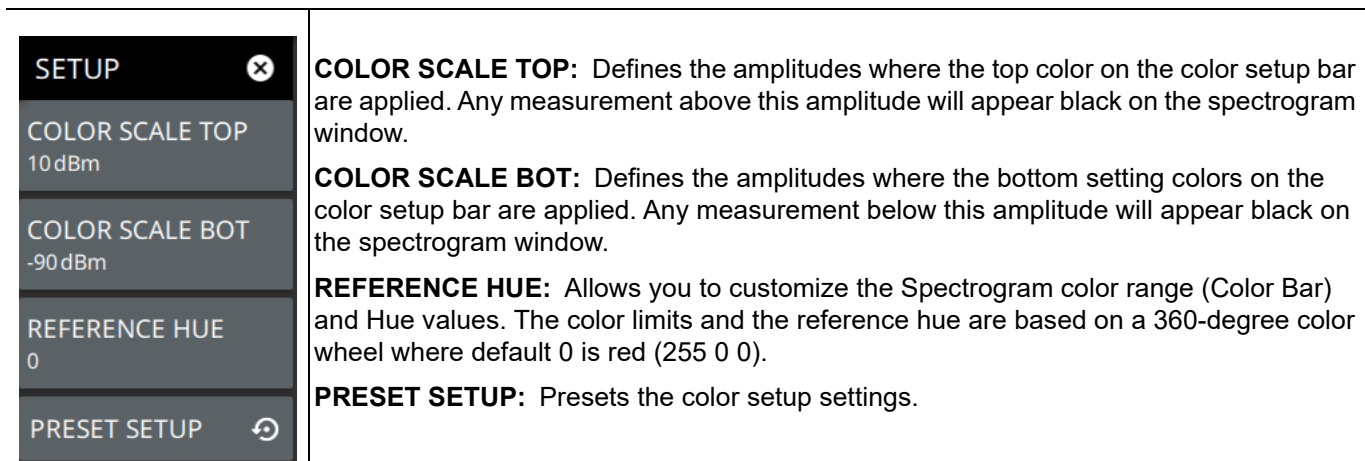 SETUP
COLOR SCALE TOP
10 dBm
COLOR SCALE BOT
-90 dBm
REFERENCE HUE
0
PRESET SETUP
COLOR SCALE TOP: Defines the amplitudes where the top color on the color setup bar
are applied. Any measurement above this amplitude will appear black on the spectrogram
window.
COLOR SCALE BOT: Defines the amplitudes where the bottom setting colors on the
color setup bar are applied. Any measurement below this amplitude will appear black on
the spectrogram window.
REFERENCE HUE: Allows you to customize the Spectrogram color range (Color Bar)
and Hue values. The color limits and the reference hue are based on a 360-degree color
wheel where default 0 is red (255 0 0).
PRESET SETUP: Presets the color setup settings.